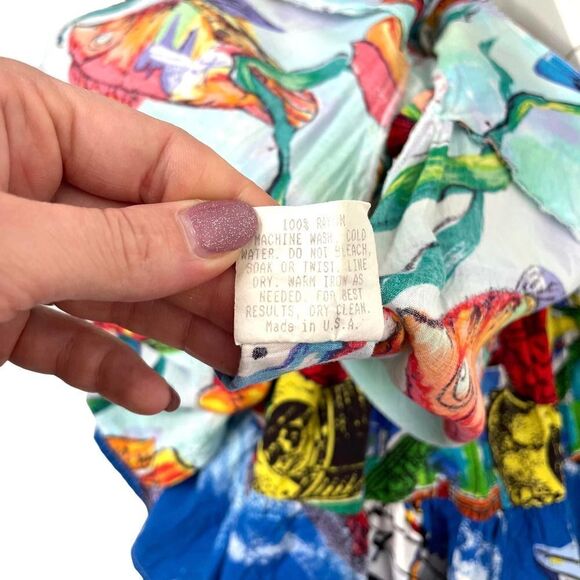 100% RAYON
MACHINE WASH, COLD
WATER. DO NOT BLEACH,
SOAK OR TWIST. LINE
DRY. WARM IRON AS
NEEDED. FOR BEST
RESULTS, DRY CLEAN.
Made in U.S.A.